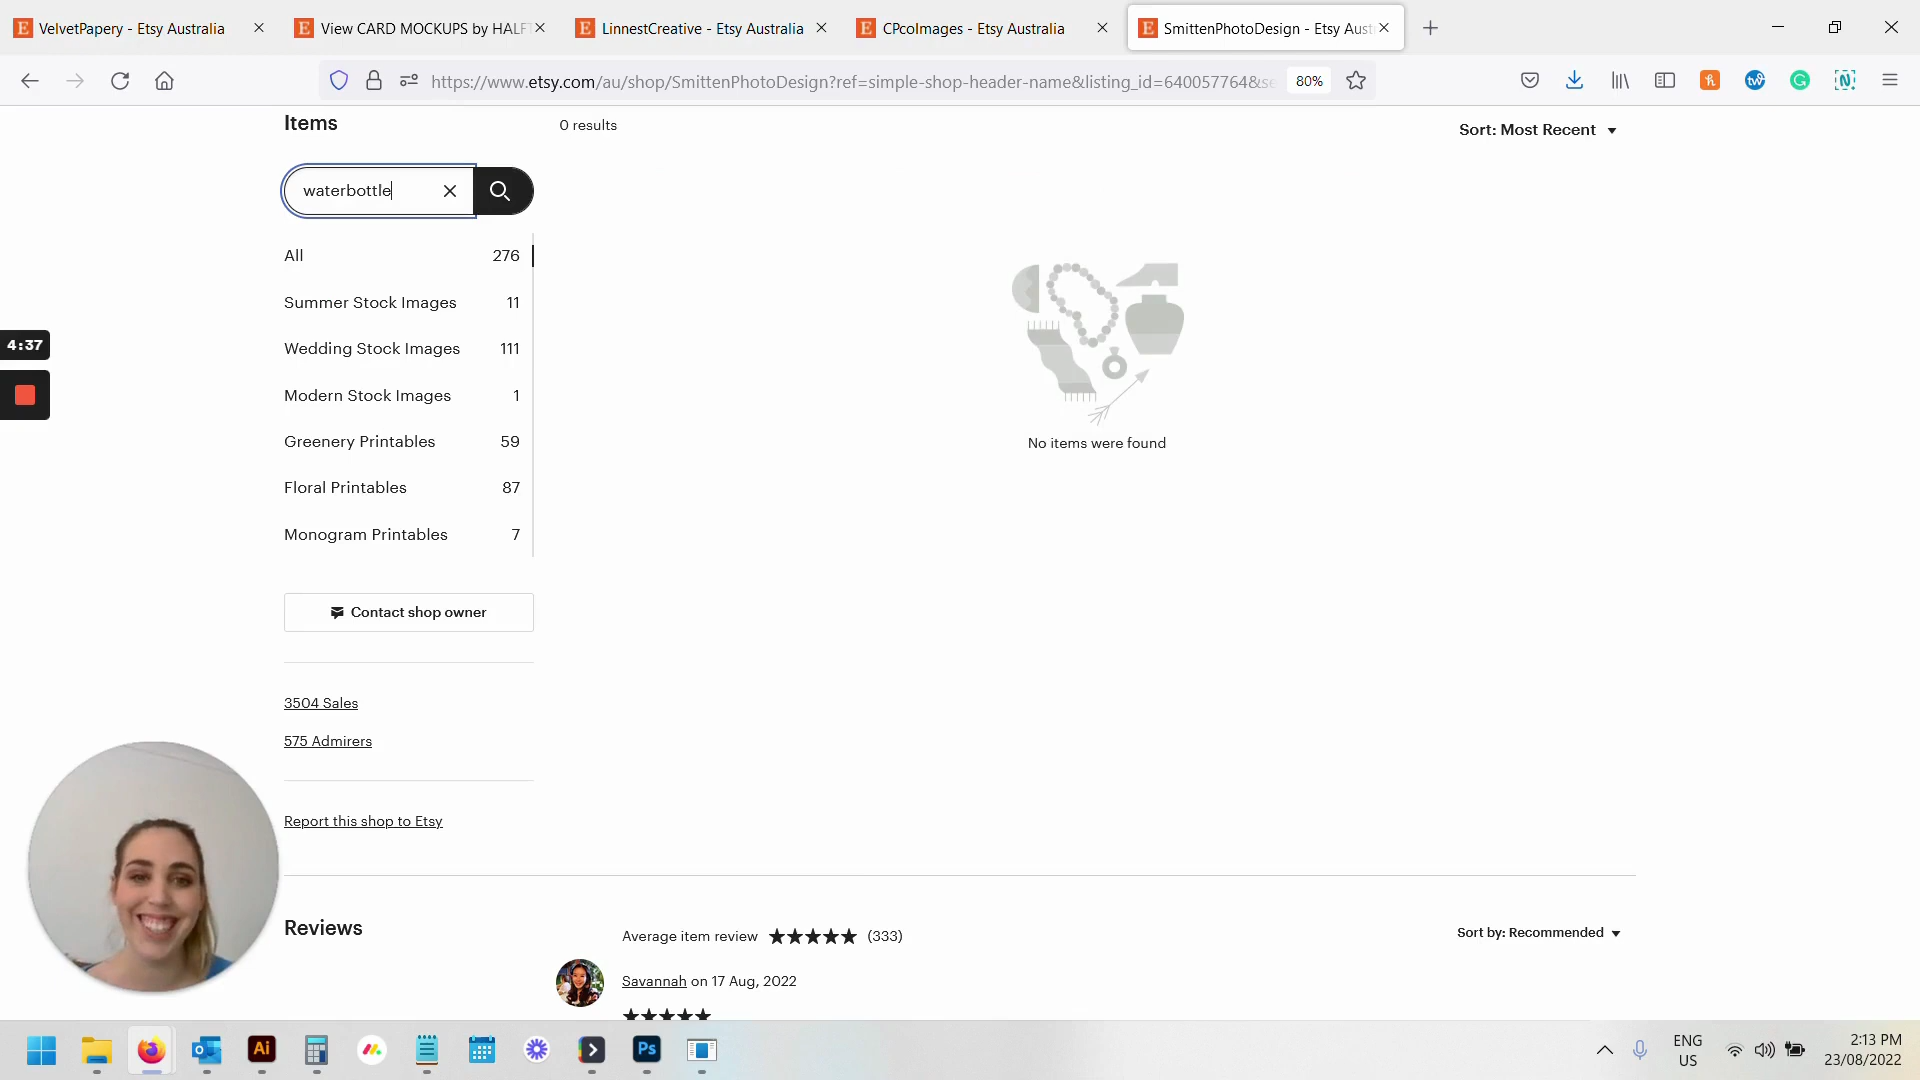 VelvetPapery - Etsy Australia
View CARD MOCKUPS by HALFT
LinnestCreative - Etsy Australia
CPcoImages - Etsy Australia
SmittenPhotoDesign - Etsy Aust
https://www.etsy.com/au/shop/SmittenPhotoDesign?ref=simple-shop-header-name&listing_id=640057764&se
80%
Items
0 results
Sort: Most Recent
waterbottle
All 276
Summer Stock Images 11
Wedding Stock Images 111
Modern Stock Images 1
Greenery Printables 59
Floral Printables 87
Monogram Printables 7
No items were found
4:37
Contact shop owner
3504 Sales
575 Admirers
Report this shop to Etsy
Reviews
Average item review (333)
Sort by: Recommended
Savannah on 17 Aug, 2022
Ai
Ps
ENG
US
2:13 PM
23/08/2022